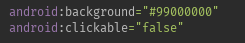 android:background="#99000000"
android:clickable="false"